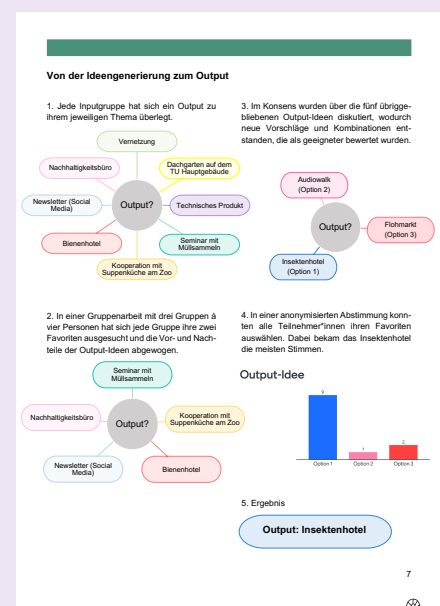 Von der Ideengenerierung zum Output
1. Jede Inputgruppe hat sich ein Output zu
ihrem jeweiligen Thema überlegt.
Vernetzung
Nachhaltigkeitsbüro
Dachgarten auf dem
TU Hauptgebäude
Newsletter (Social
Media)
Output?
Technisches Produkt
Bienenhotel
Seminar mit
Müllsammeln
Kooperation mit
Suppenküche am Zoo
2. In einer Gruppenarbeit mit drei Gruppen à
vier Personen hat sich jede Gruppe ihre zwei
Favoriten ausgesucht und die Vor- und Nach-
teile der Output-Ideen abgewogen.
Seminar mit
Müllsammeln
Nachhaltigkeitsbüro
Output?
Kooperation mit
Suppenküche am Zoo
Newsletter (Social
Media)
Bienenhotel
3. Im Konsens wurden über die fünf übrigge-
bliebenen Output-Ideen diskutiert, wodurch
neue Vorschläge und Kombinationen ent-
standen, die als geeigneter bewertet wurden.
Audiowalk
(Option 2)
Output?
Flohmarkt
(Option 3)
Insektenhotel
(Option 1)
4. In einer anonymisierten Abstimmung konn-
ten alle Teilnehmer*innen ihren Favoriten
auswählen. Dabei bekam das Insektenhotel
die meisten Stimmen.
Output-Idee
9
1
2
Option 1
Option 2
Option 3
5. Ergebnis
Output: Insektenhotel
7